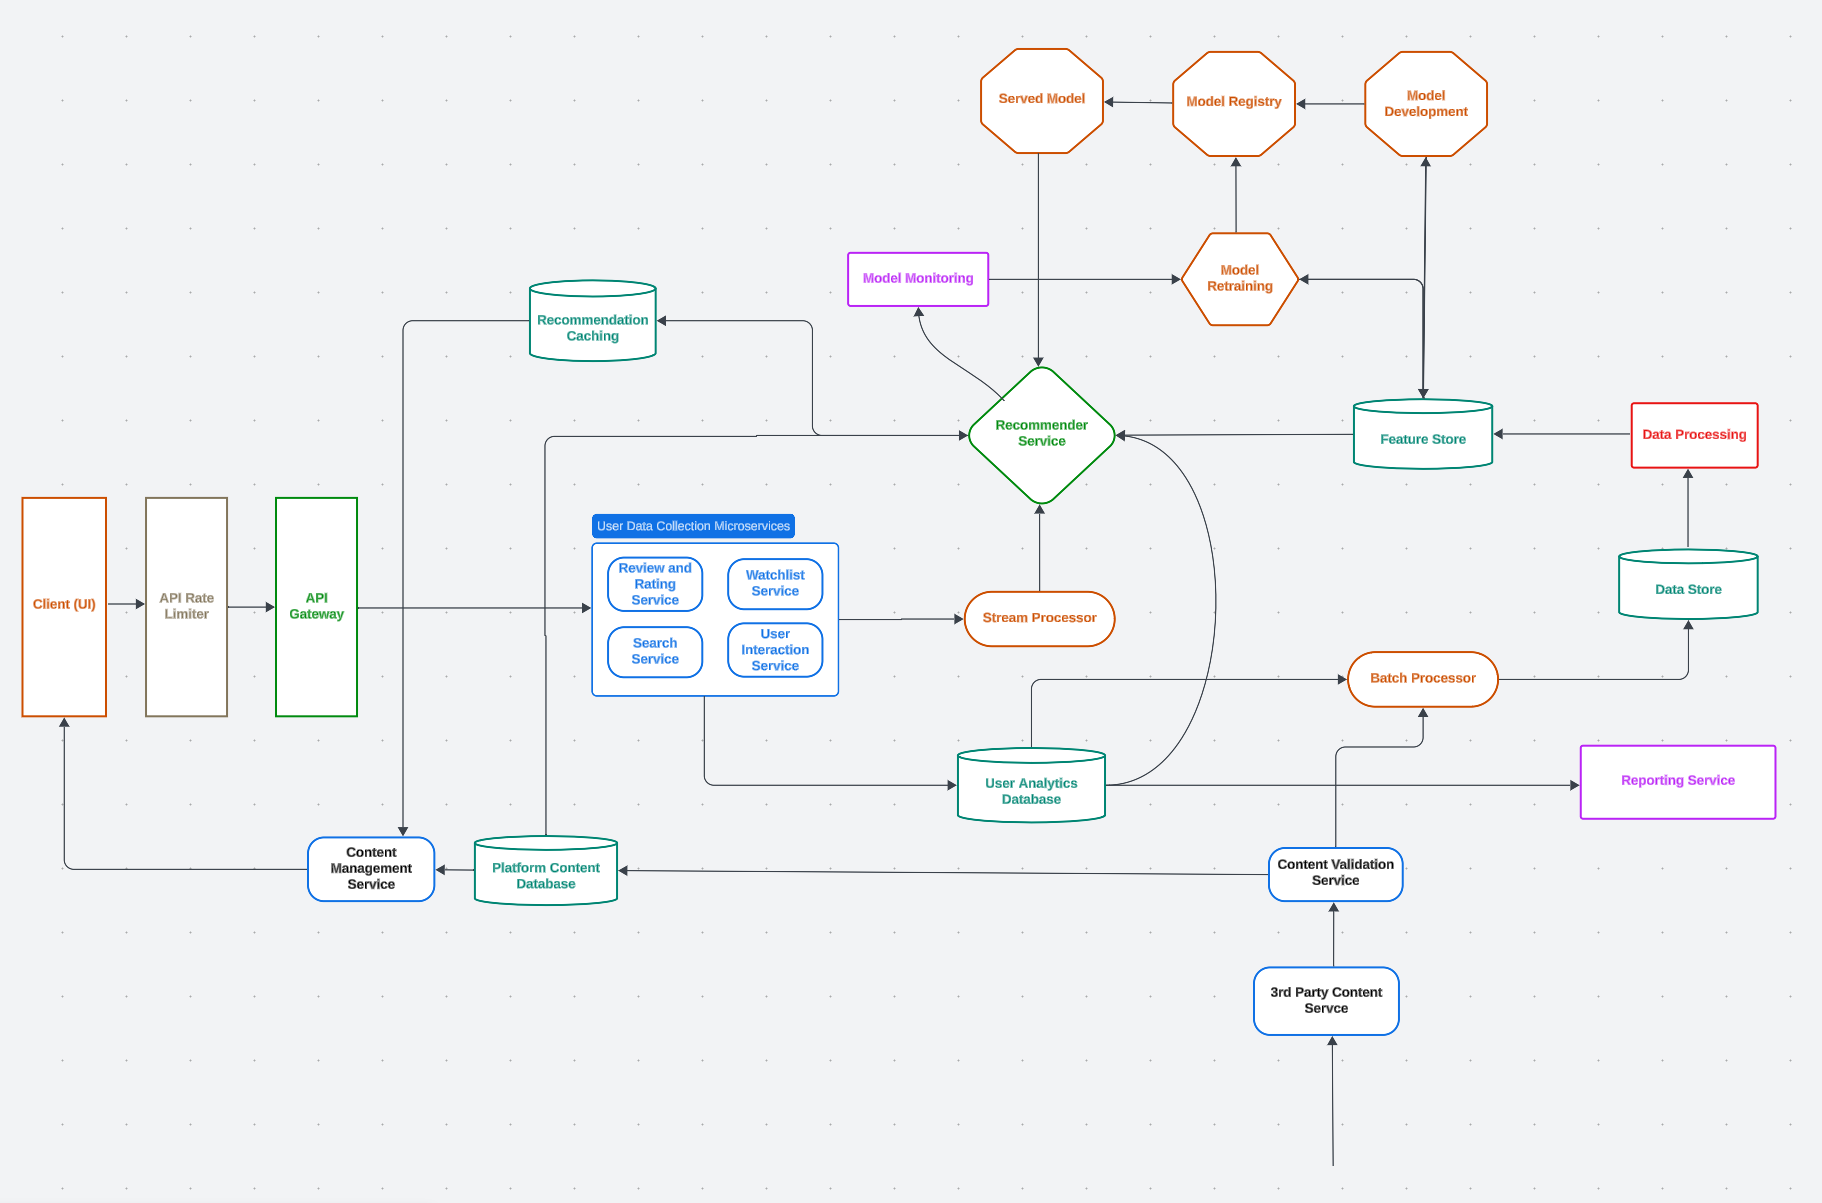 Served Model
Model Registry
Model
Development
Model Monitoring
Model
Retraining
Recommendation
Caching
Recommender
Service
Feature Store
Data Processing
User Data Collection Microservices
Review and
Rating
Service
Watchlist
Service
Search
Service
User
Interaction
Service
Client (UI)
API Rate
Limiter
API
Gateway
Stream Processor
Data Store
Batch Processor
User Analytics
Database
Reporting Service
Content
Management
Service
Platform Content
Database
Content Validation
Service
3rd Party Content
Servce